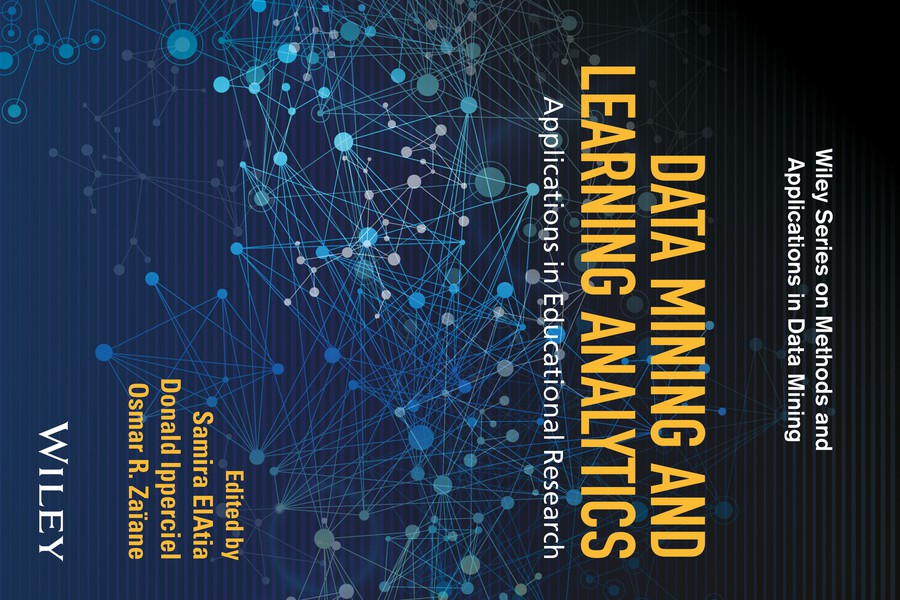 Wiley Series on Methods and
Applications in Data Mining
DATA MINING AND
LEARNING ANALYTICS
Applications in Educational Research
Edited by
Samira ElAtia
Donald Ipperciel
Osmar R. Zaïane
WILEY